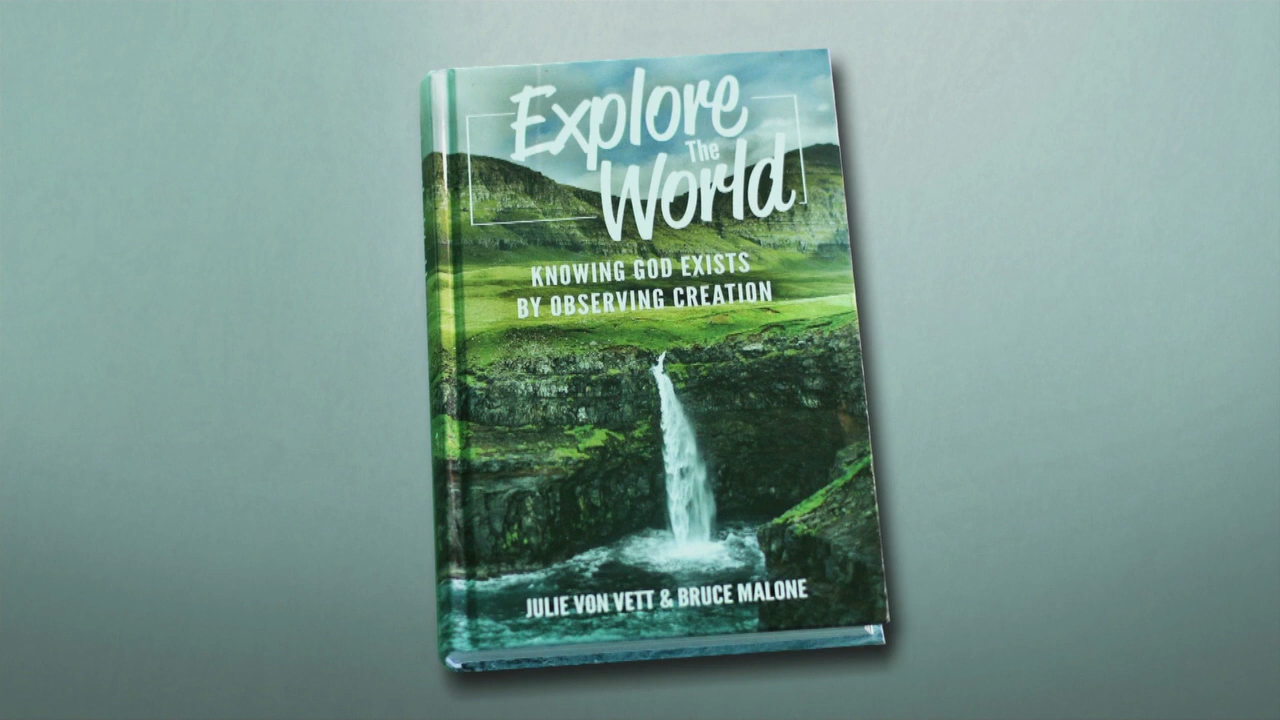 Explore
The
World
KNOWING GOD EXISTS
BY OBSERVING CREATION
JULIE VON VETT & BRUCE MALONE